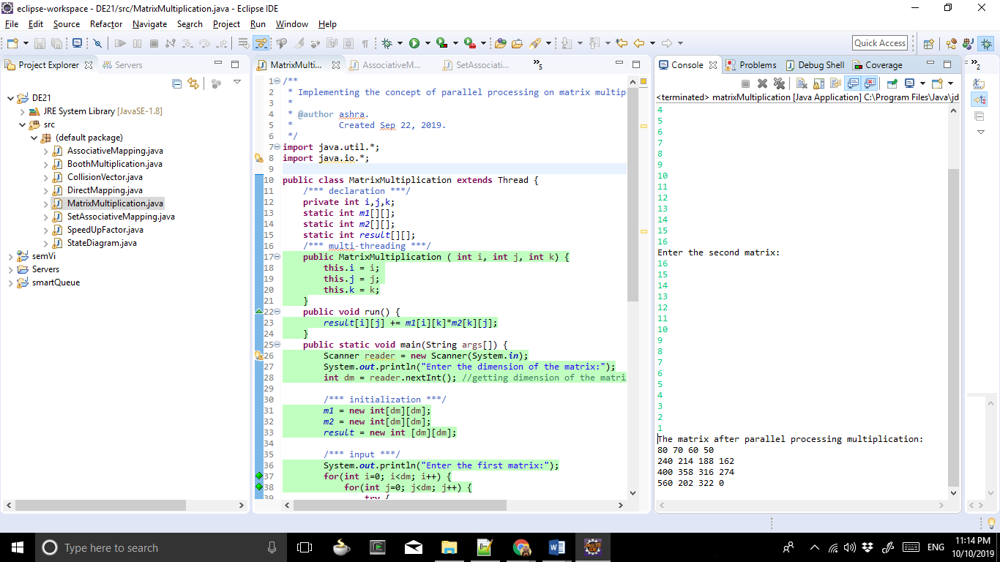 eclipse-workspace - DE21/src/MatrixMultiplication.java - Eclipse IDE
File Edit Source Refactor Navigate Search Project Run Window Help
Quick Access
Project Explorer Servers
DE21
JRE System Library [JavaSE-1.8]
src
(default package)
AssociativeMapping.java
BoothMultiplication.java
CollisionVector.java
DirectMapping.java
MatrixMultiplication.java
SetAssociativeMapping.java
SpeedUpFactor.java
StateDiagram.java
semVi
Servers
smartQueue
MatrixMulti... AssociativeM... SetAssociati... »5
1 /**
2 * Implementing the concept of parallel processing on matrix multip
3 *
4 * @author ashra.
5 * Created Sep 22, 2019.
6 */
7 import java.util.*;
8 import java.io.*;
9
10 public class MatrixMultiplication extends Thread {
11 /*** declaration ***/
12 private int i,j,k;
13 static int m1[][];
14 static int m2[][];
15 static int result[][];
16 /*** multi-threading ***/
17 public MatrixMultiplication ( int i, int j, int k) {
18 this.i = i;
19 this.j = j;
20 this.k = k;
21 }
22 public void run() {
23 result[i][j] += m1[i][k]*m2[k][j];
24 }
25 public static void main(String args[]) {
26 Scanner reader = new Scanner(System.in);
27 System.out.println("Enter the dimension of the matrix:");
28 int dm = reader.nextInt(); //getting dimension of the matri
29
30 /*** initialization ***/
31 m1 = new int[dm][dm];
32 m2 = new int[dm][dm];
33 result = new int [dm][dm];
34
35 /*** input ***/
36 System.out.println("Enter the first matrix:");
37 for(int i=0; i<dm; i++) {
38 for(int j=0; j<dm; j++) {
39 try {
Console Problems Debug Shell Coverage »2
<terminated> matrixMultiplication [Java Application] C:\Program Files\Java\jd
4
5
6
7
8
9
10
11
12
13
14
15
16
Enter the second matrix:
16
15
14
13
12
11
10
9
8
7
6
5
4
3
2
1
The matrix after parallel processing multiplication:
80 70 60 50
240 214 188 162
400 358 316 274
560 202 322 0
Type here to search
ENG
11:14 PM
10/10/2019